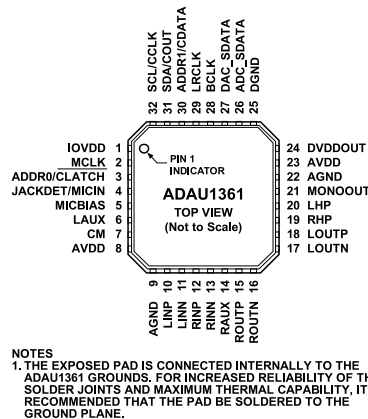 32 SCL/CCLK
31 SDA/COUT
30 ADDR1/CDATA
29 LRCLK
28 BCLK
27 DAC_SDATA
26 ADC_SDATA
25 DGND
IOVDD 1
MCLK 2
ADDR0/CLATCH 3
JACKDET/MICIN 4
MICBIAS 5
LAUX 6
CM 7
AVDD 8
PIN 1
INDICATOR
ADAU1361
TOP VIEW
(Not to Scale)
24 DVDDOUT
23 AVDD
22 AGND
21 MONOOUT
20 LHP
19 RHP
18 LOUTP
17 LOUTN
AGND 9
LINP 10
LINN 11
RINP 12
RINN 13
RAUX 14
ROUTP 15
ROUTN 16
NOTES
1. THE EXPOSED PAD IS CONNECTED INTERNALLY TO THE
ADAU1361 GROUNDS. FOR INCREASED RELIABILITY OF
SOLDER JOINTS AND MAXIMUM THERMAL CAPABILITY, IT
RECOMMENDED THAT THE PAD BE SOLDERED TO THE
GROUND PLANE.